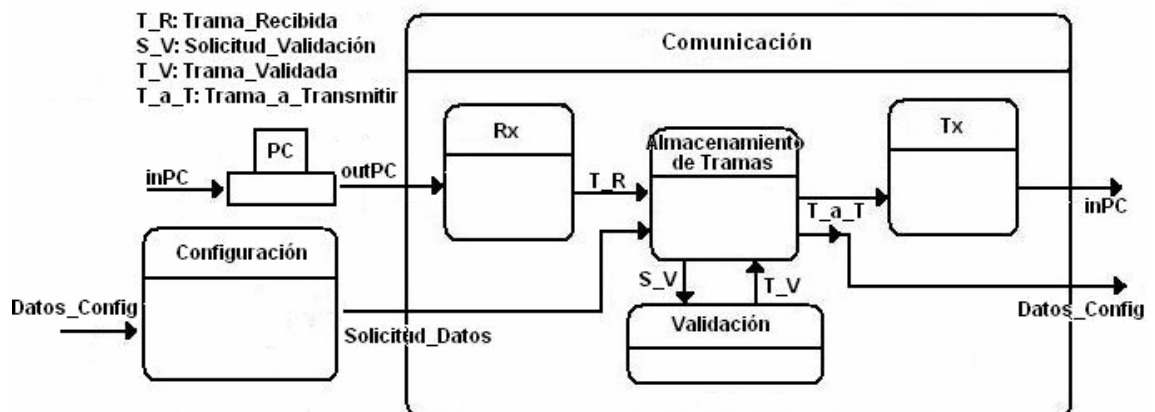 T_R: Trama_Recibida
S_V: Solicitud_Validación
T_V: Trama_Validada
T_a_T: Trama_a_Transmitir
Comunicación
PC
inPC
outPC
Rx
T_R
Almacenamiento
de Tramas
Tx
T_a_T
inPC
Configuración
Datos_Config
Solicitud_Datos
S_V
T_V
Validación
Datos_Config